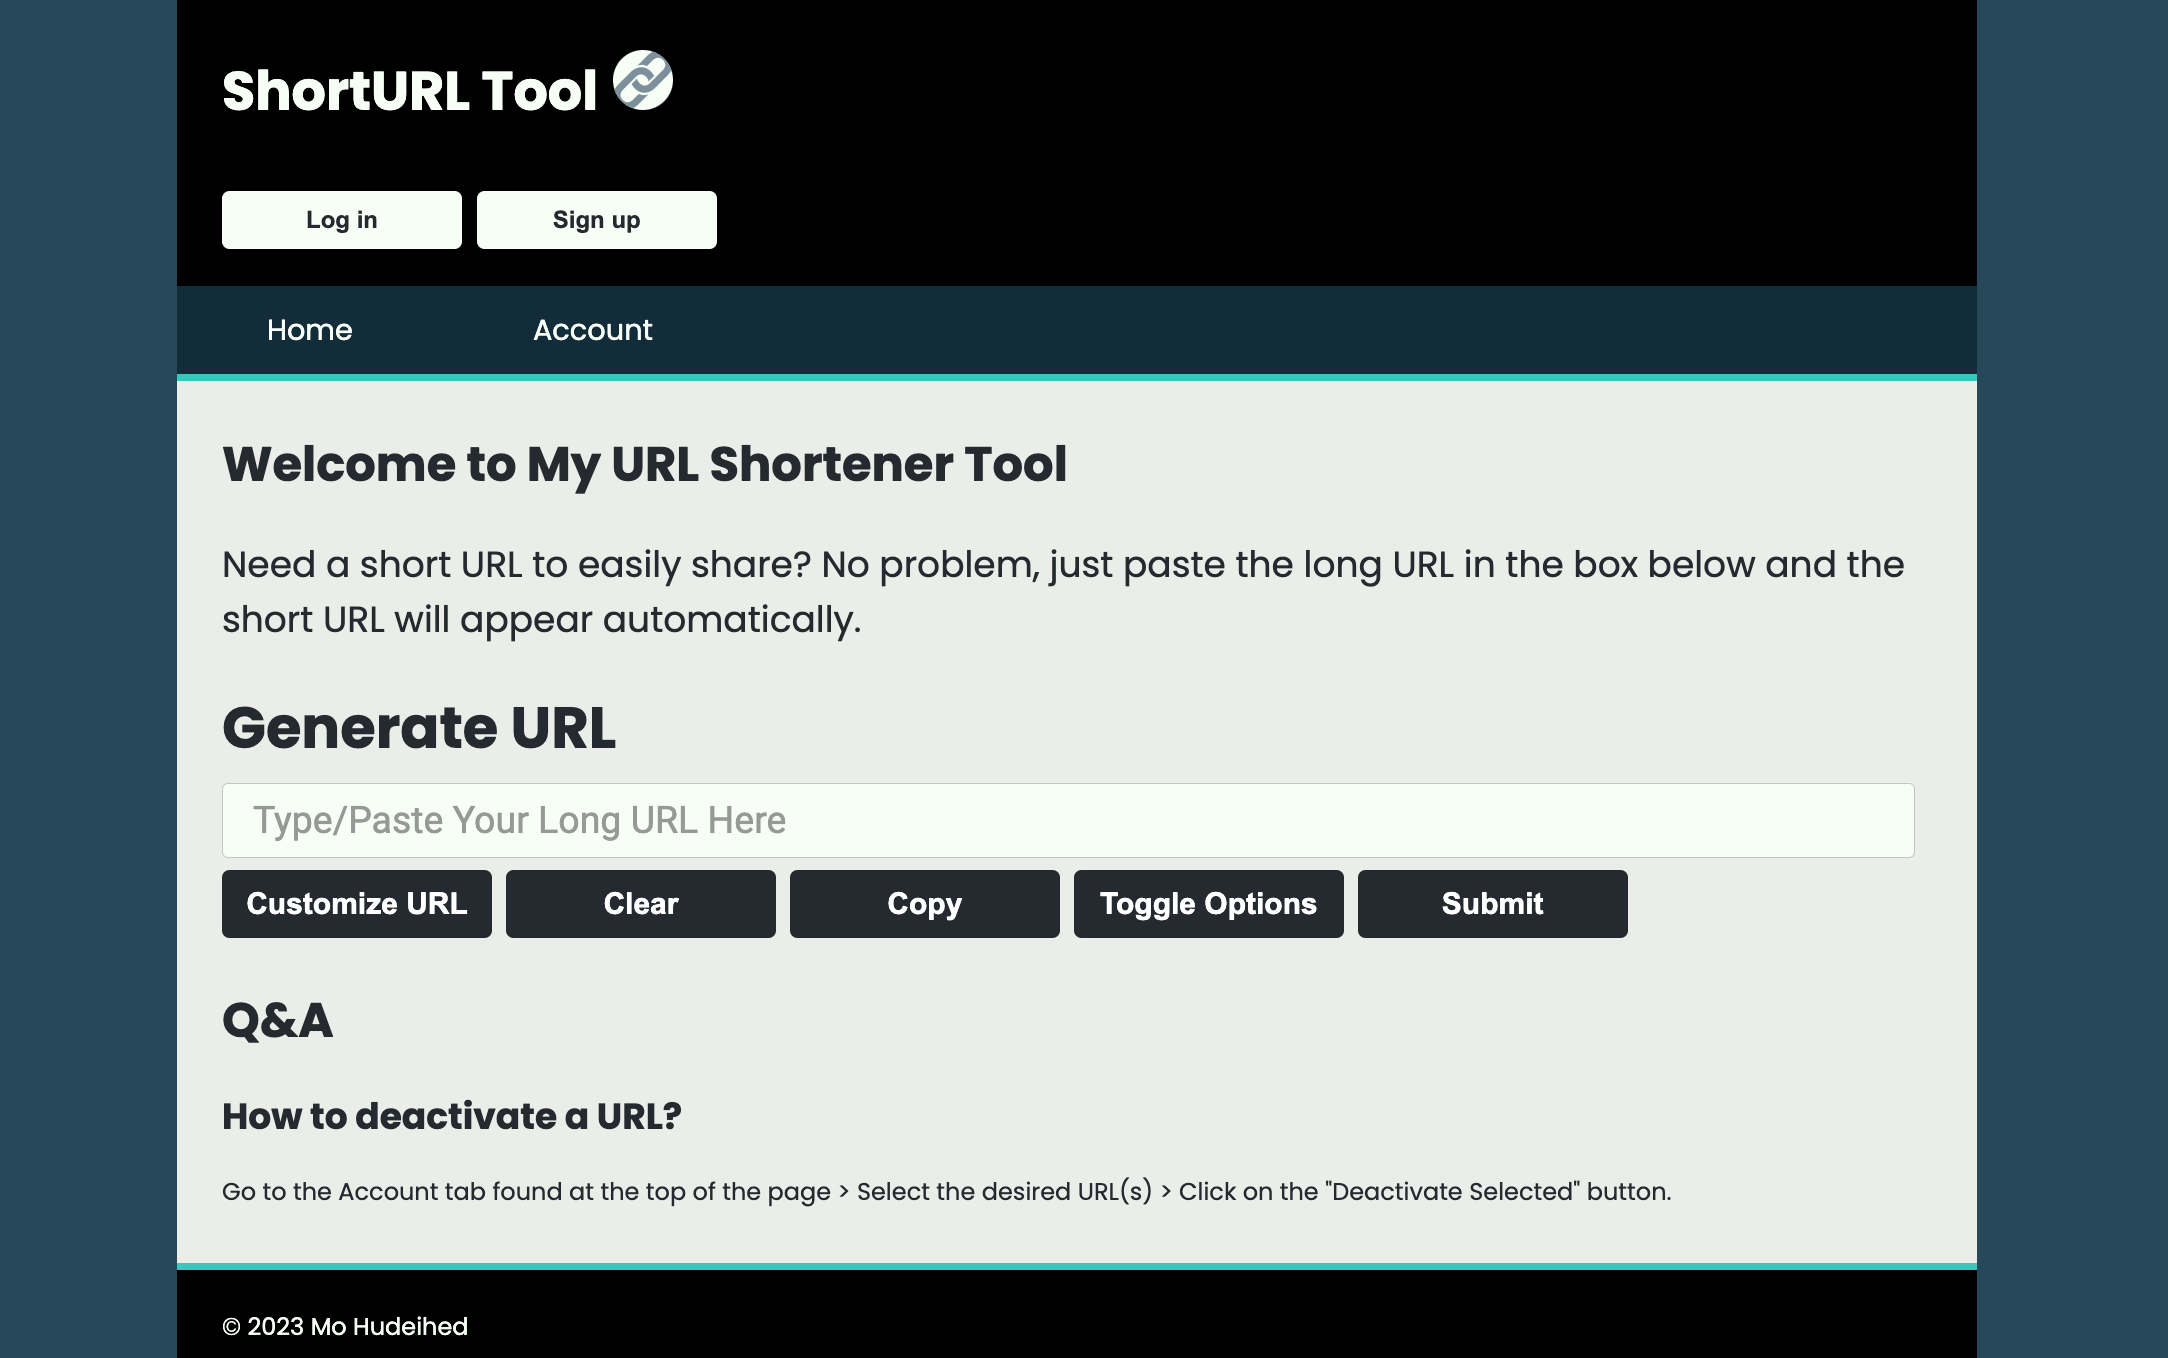 ShortURL Tool
Log in
Sign up
Home
Account
Welcome to My URL Shortener Tool
Need a short URL to easily share? No problem, just paste the long URL in the box below and the
short URL will appear automatically.
Generate URL
Type/Paste Your Long URL Here
Customize URL
Clear
Copy
Toggle Options
Submit
Q&A
How to deactivate a URL?
Go to the Account tab found at the top of the page > Select the desired URL(s) > Click on the "Deactivate Selected" button.
© 2023 Mo Hudeihed